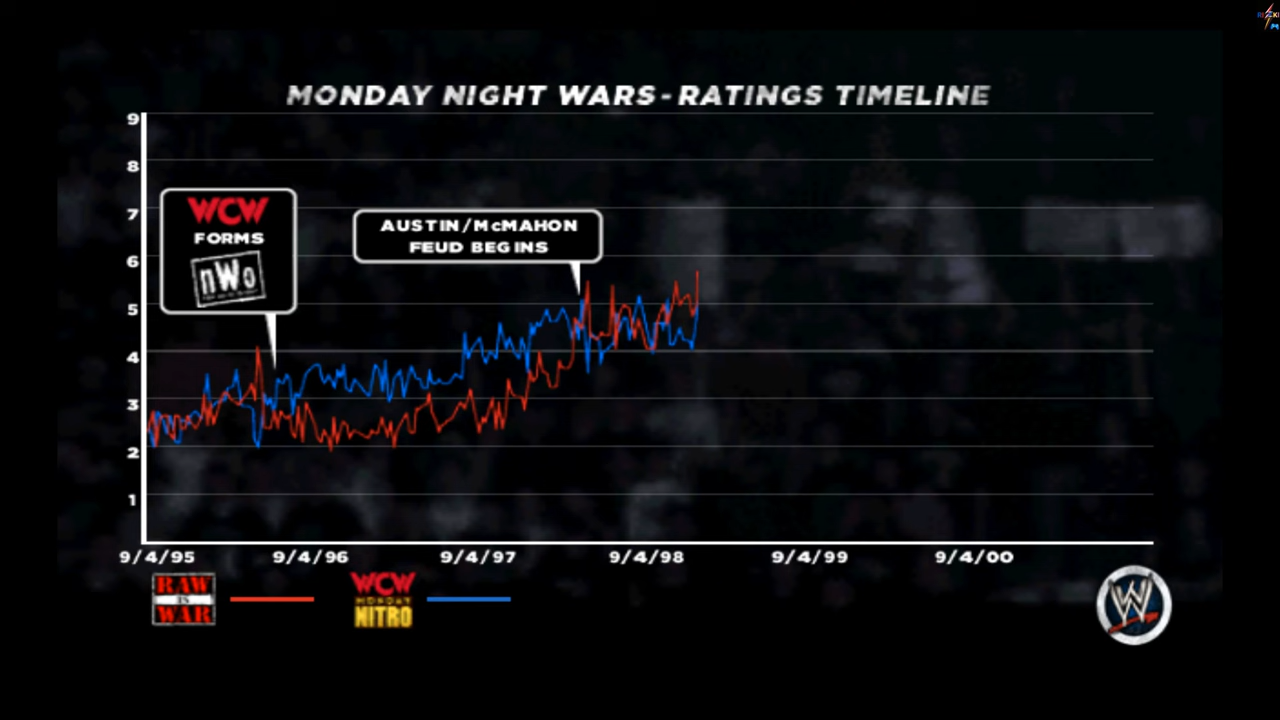 MONDAY NIGHT WARS - RATINGS TIMELINE
9
8
7
6
5
4
3
2
1
WCW
FORMS
nWo
AUSTIN/McMAHON
FEUD BEGINS
9/4/95 9/4/96 9/4/97 9/4/98 9/4/99 9/4/00
RAW
IS
WAR
WCW
MONDAY
NITRO
W